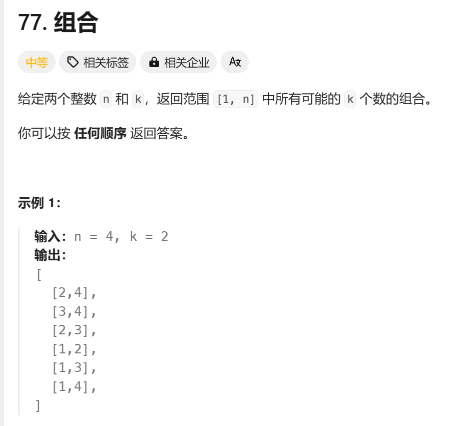 77. 组合
中等 相关标签 相关企业 Ax
给定两个整数 n 和 k，返回范围 [1, n] 中所有可能的 k 个数的组合。
你可以按 任何顺序 返回答案。
示例 1：
输入：n = 4, k = 2
输出：
[
[2,4],
[3,4],
[2,3],
[1,2],
[1,3],
[1,4],
]